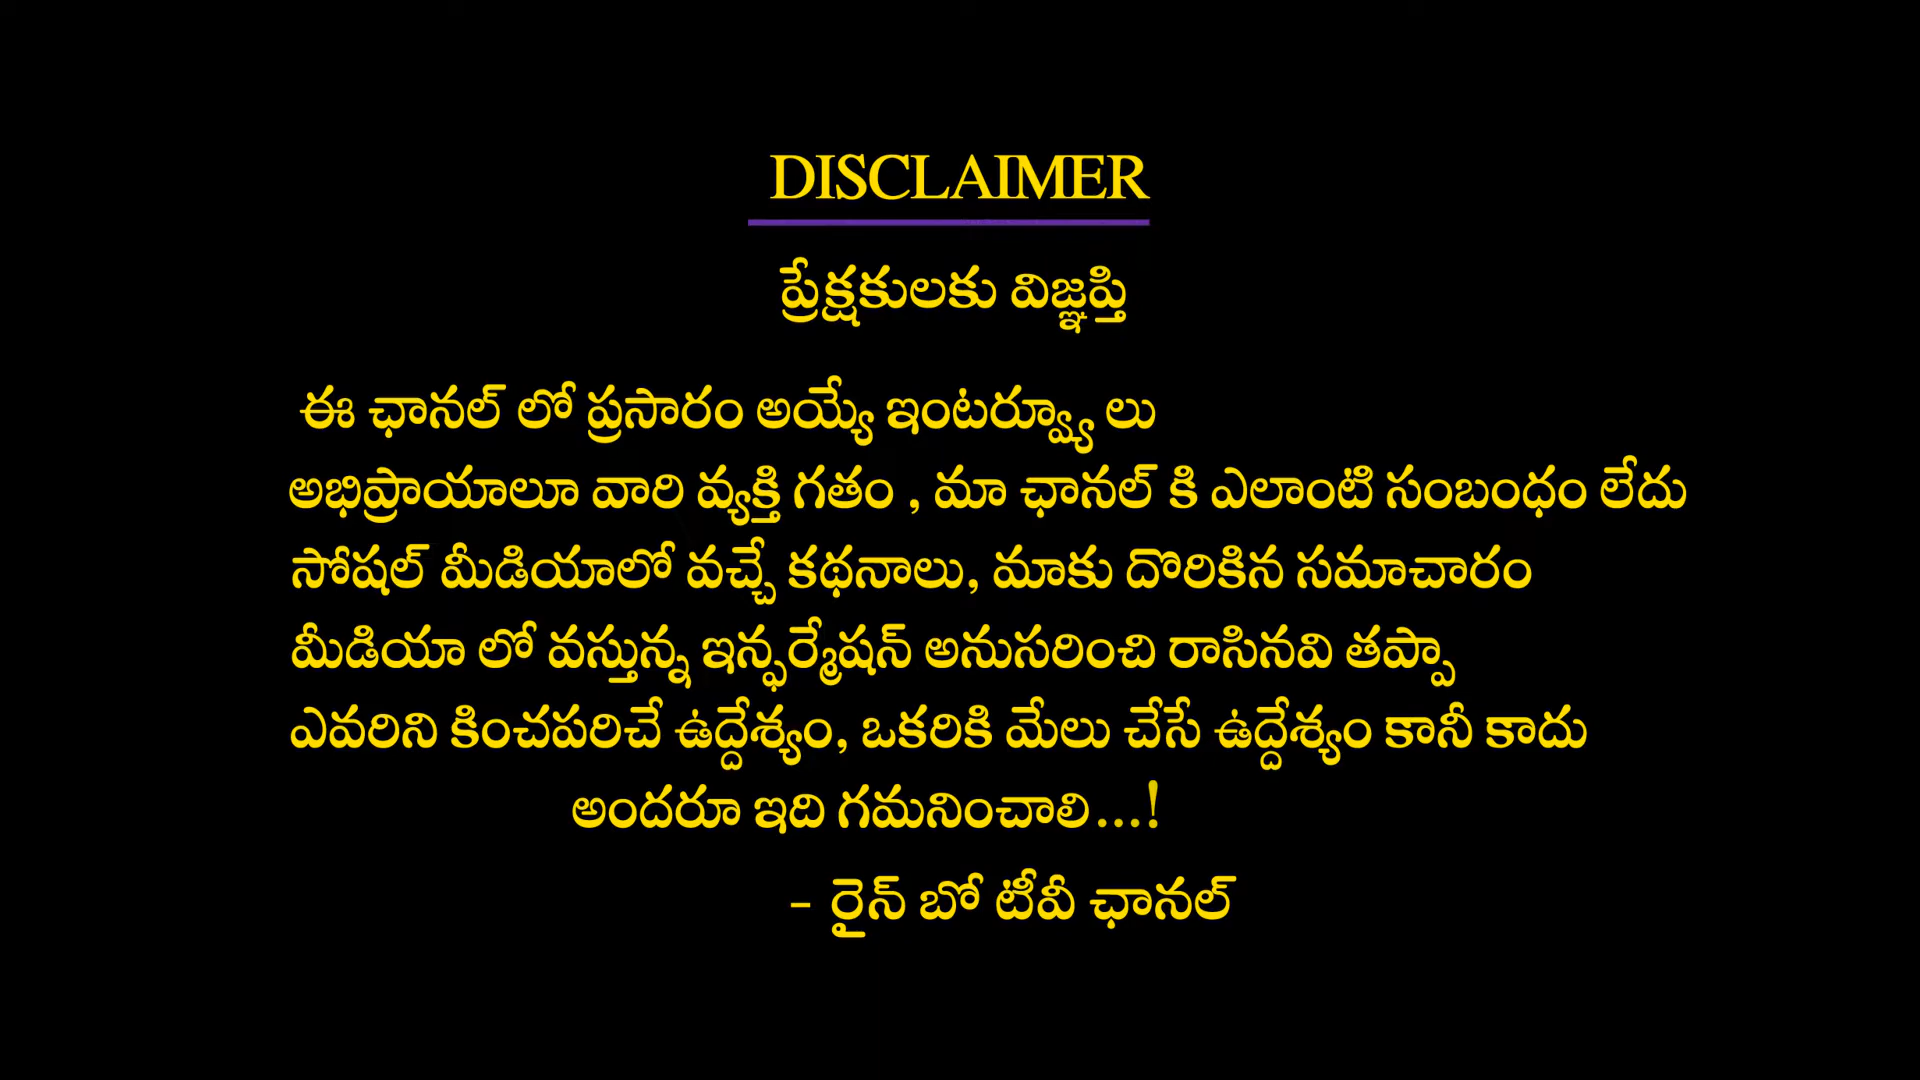 DISCLAIMER
ప్రేక్షకులకు విజ్ఞప్తి
ఈ ఛానల్ లో ప్రసారం అయ్యే ఇంటర్వ్యూ లు
అభిప్రాయాలూ వారి వ్యక్తి గతం , మా ఛానల్ కి ఎలాంటి సంబంధం లేదు
సోషల్ మీడియాలో వచ్చే కథనాలు, మాకు దొరికిన సమాచారం
మీడియా లో వస్తున్న ఇన్ఫర్మేషన్ అనుసరించి రాసినవి తప్పా
ఎవరిని కించపరిచే ఉద్దేశ్యం, ఒకరికి మేలు చేసే ఉద్దేశ్యం కానీ కాదు
అందరూ ఇది గమనించాలి...!
- రైన్ బో టీవీ ఛానల్